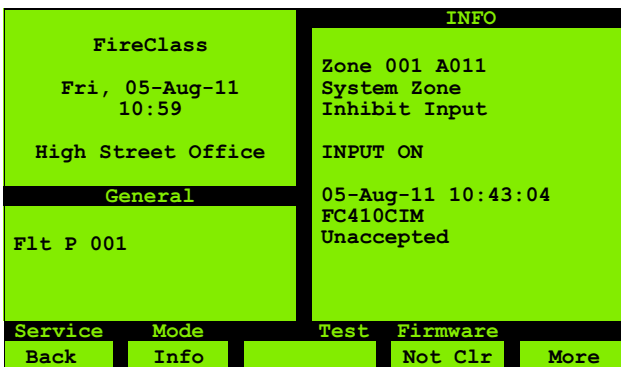 FireClass
Fri, 05-Aug-11
10:59
High Street Office
General
Flt P 001
INFO
Zone 001 A011
System Zone
Inhibit Input
INPUT ON
05-Aug-11 10:43:04
FC410CIM
Unaccepted
Service Mode Test Firmware
Back Info Not Clr More